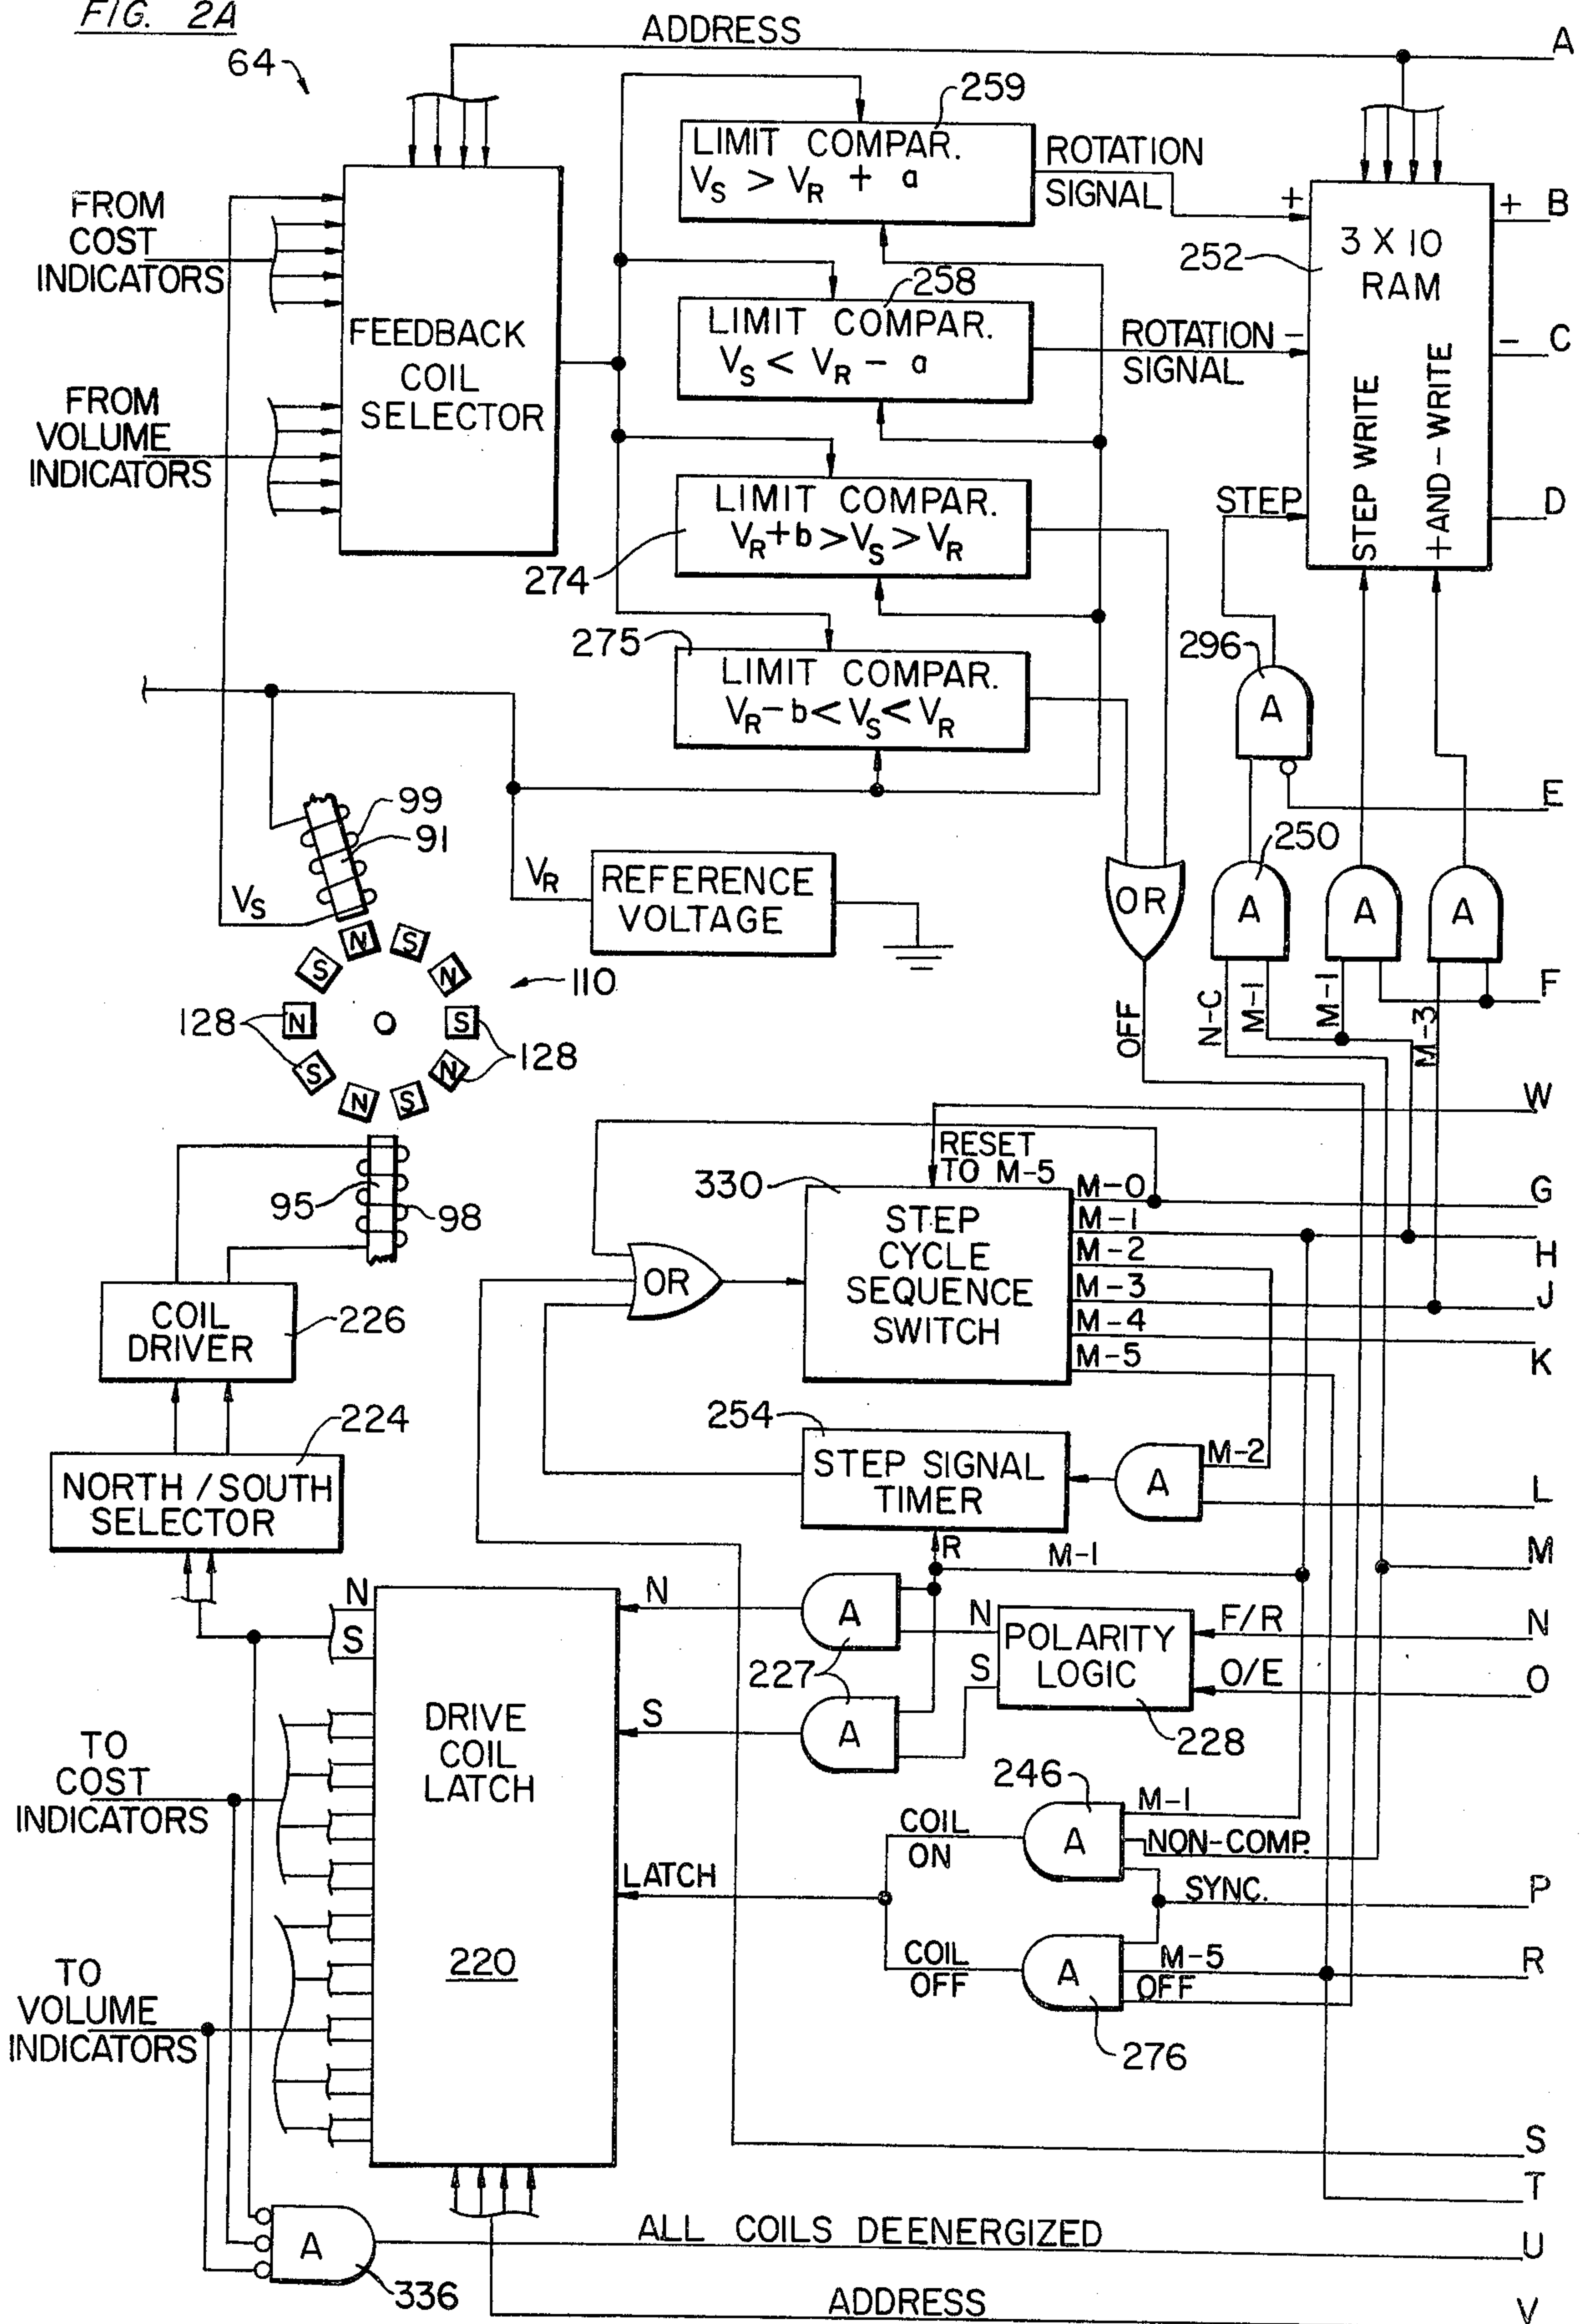 FIG. 2A
64
ADDRESS
A
259
LIMIT COMPAR.
VS > VR + a
ROTATION
SIGNAL
+
252
3 X 10
RAM
+
B
FROM
COST
INDICATORS
258
LIMIT COMPAR.
VS < VR - a
ROTATION
SIGNAL
-
-
C
FEEDBACK
COIL
SELECTOR
FROM
VOLUME
INDICATORS
LIMIT COMPAR.
VR+b>VS>VR
274
STEP
STEP WRITE
+AND-WRITE
D
275
LIMIT COMPAR.
VR-b<VS<VR
296
A
E
99
91
VS
VR
REFERENCE
VOLTAGE
OR
250
A
A
A
F
N
S
N
S
N
S
N
S
N
S
110
128
128
OFF
N-C
M-1
M-1
M-3
W
RESET
TO M-5
330
STEP
CYCLE
SEQUENCE
SWITCH
M-0
M-1
M-2
M-3
M-4
M-5
G
H
J
K
95
98
OR
COIL
DRIVER
226
254
STEP SIGNAL
TIMER
A
M-2
L
224
NORTH/SOUTH
SELECTOR
R
M-1
M
N
S
N
A
N
POLARITY
LOGIC
F/R
N
227
S
O/E
O
S
A
228
DRIVE
COIL
LATCH
TO
COST
INDICATORS
246
A
M-1
NON-COMP.
COIL
ON
LATCH
SYNC.
P
220
COIL
OFF
A
M-5
OFF
R
276
TO
VOLUME
INDICATORS
S
T
A
336
ALL COILS DEENERGIZED
U
ADDRESS
V